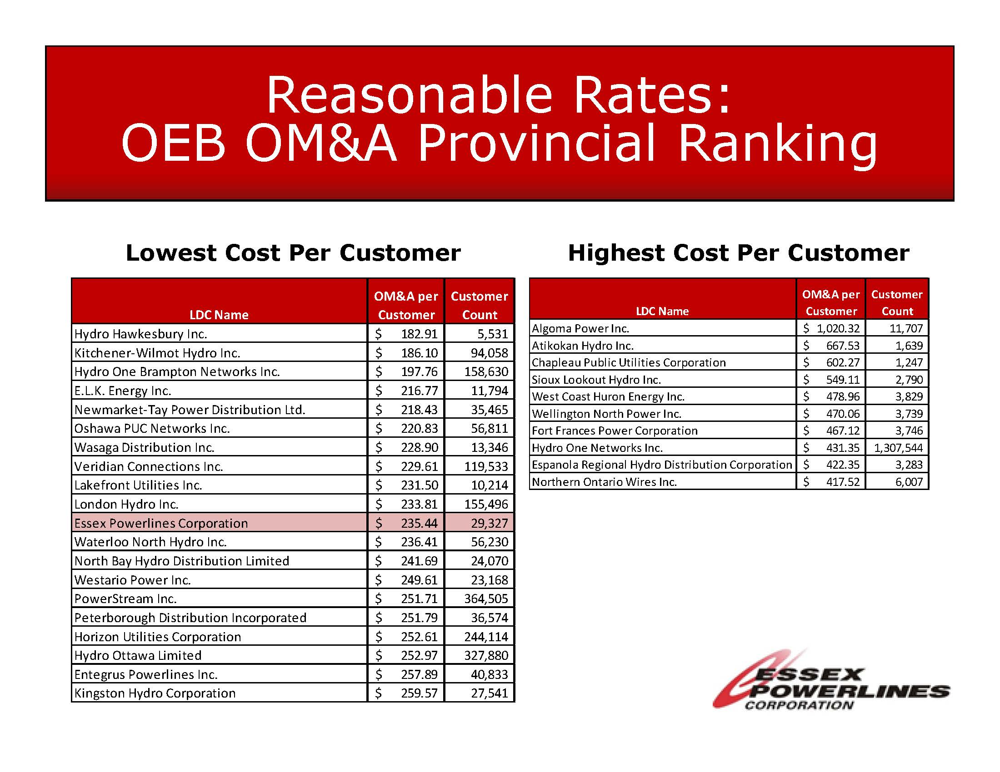 Reasonable Rates:
OEB OM&A Provincial Ranking
Lowest Cost Per Customer
LDC Name OM&A per Customer Customer Count
Hydro Hawkesbury Inc. $ 182.91 5,531
Kitchener-Wilmot Hydro Inc. $ 186.10 94,058
Hydro One Brampton Networks Inc. $ 197.76 158,630
E.L.K. Energy Inc. $ 216.77 11,794
Newmarket-Tay Power Distribution Ltd. $ 218.43 35,465
Oshawa PUC Networks Inc. $ 220.83 56,811
Wasaga Distribution Inc. $ 228.90 13,346
Veridian Connections Inc. $ 229.61 119,533
Lakefront Utilities Inc. $ 231.50 10,214
London Hydro Inc. $ 233.81 155,496
Essex Powerlines Corporation $ 235.44 29,327
Waterloo North Hydro Inc. $ 236.41 56,230
North Bay Hydro Distribution Limited $ 241.69 24,070
Westario Power Inc. $ 249.61 23,168
PowerStream Inc. $ 251.71 364,505
Peterborough Distribution Incorporated $ 251.79 36,574
Horizon Utilities Corporation $ 252.61 244,114
Hydro Ottawa Limited $ 252.97 327,880
Entegrus Powerlines Inc. $ 257.89 40,833
Kingston Hydro Corporation $ 259.57 27,541
Highest Cost Per Customer
LDC Name OM&A per Customer Customer Count
Algoma Power Inc. $ 1,020.32 11,707
Atikokan Hydro Inc. $ 667.53 1,639
Chapleau Public Utilities Corporation $ 602.27 1,247
Sioux Lookout Hydro Inc. $ 549.11 2,790
West Coast Huron Energy Inc. $ 478.96 3,829
Wellington North Power Inc. $ 470.06 3,739
Fort Frances Power Corporation $ 467.12 3,746
Hydro One Networks Inc. $ 431.35 1,307,544
Espanola Regional Hydro Distribution Corporation $ 422.35 3,283
Northern Ontario Wires Inc. $ 417.52 6,007
ESSEX
POWERLINES
CORPORATION